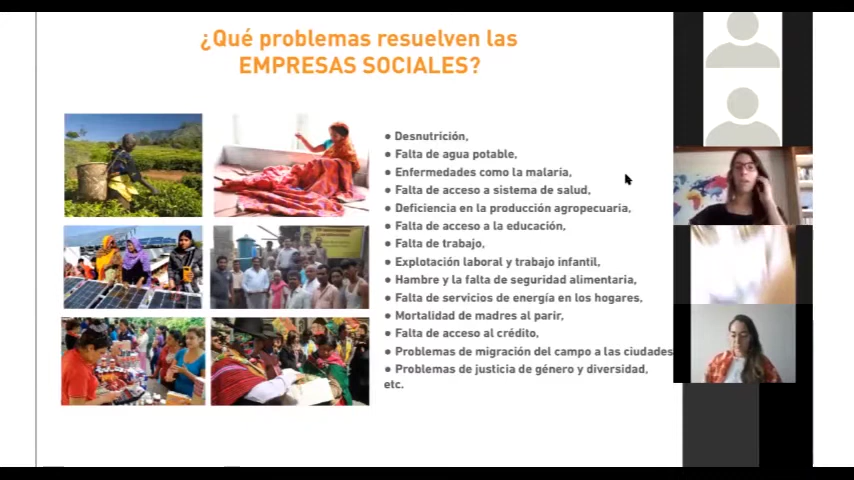 ¿Qué problemas resuelven las
EMPRESAS SOCIALES?
● Desnutrición,
● Falta de agua potable,
● Enfermedades como la malaria,
● Falta de acceso a sistema de salud,
● Deficiencia en la producción agropecuaria,
● Falta de acceso a la educación,
● Falta de trabajo,
● Explotación laboral y trabajo infantil,
● Hambre y la falta de seguridad alimentaria,
● Falta de servicios de energía en los hogares,
● Mortalidad de madres al parir,
● Falta de acceso al crédito,
● Problemas de migración del campo a las ciudades
● Problemas de justicia de género y diversidad,
etc.